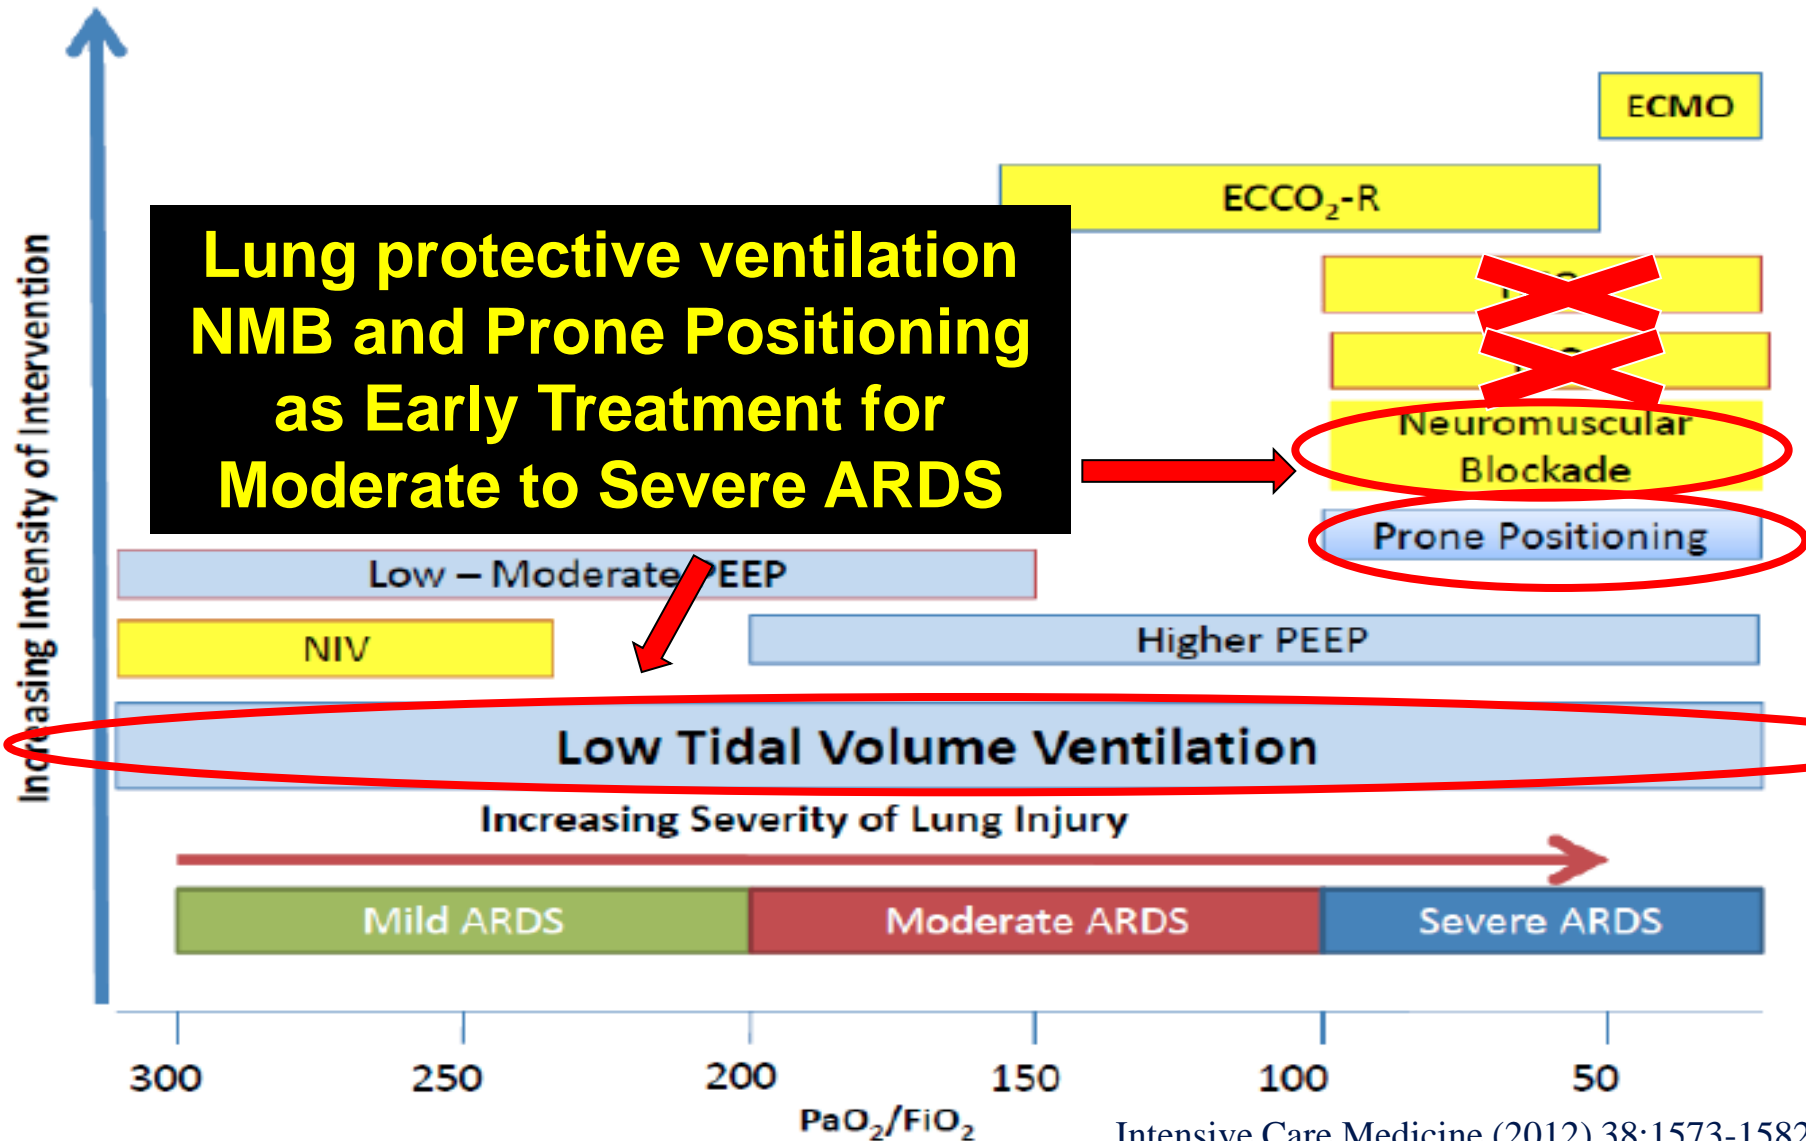 ECMO
ECCO₂-R
Lung protective ventilation
NMB and Prone Positioning
as Early Treatment for
Moderate to Severe ARDS
Neuromuscular
Blockade
Prone Positioning
Low – Moderate PEEP
Higher PEEP
NIV
Low Tidal Volume Ventilation
Increasing Intensity of Intervention
Increasing Severity of Lung Injury
Mild ARDS
Moderate ARDS
Severe ARDS
300
250
200
150
100
50
PaO₂/FiO₂
Intensive Care Medicine (2012) 38:1573-1582